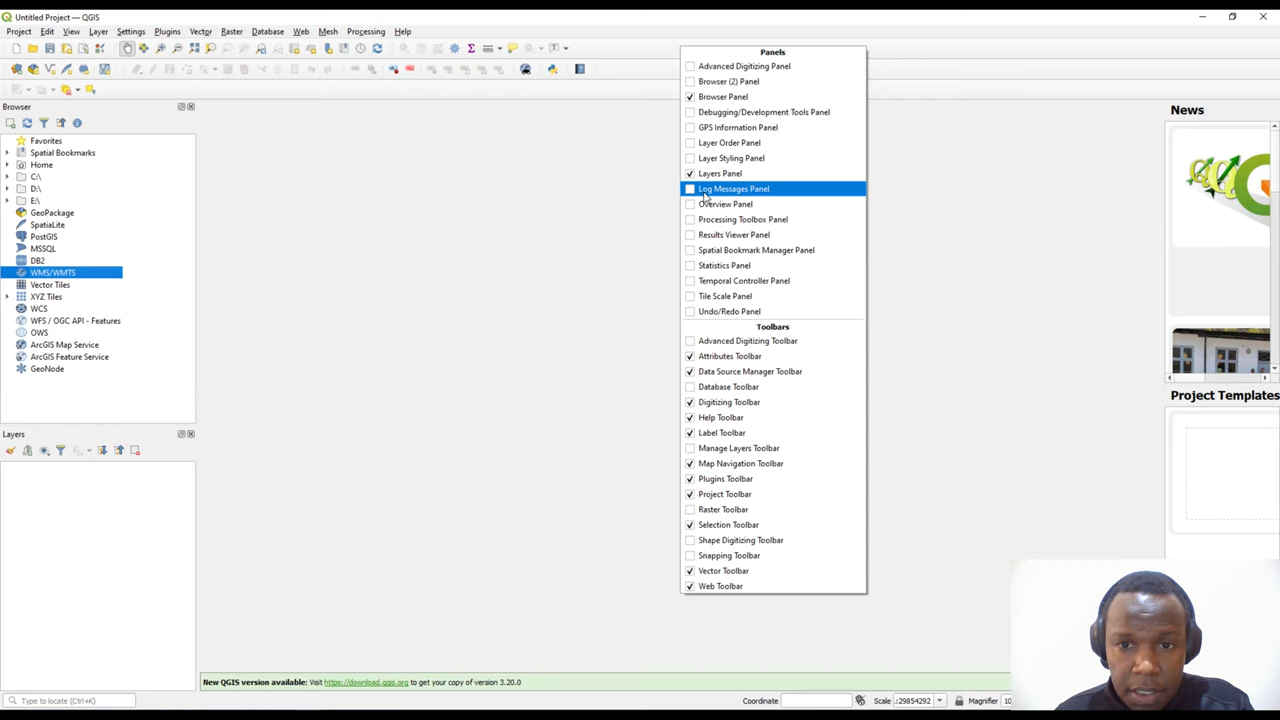 Untitled Project — QGIS
Project Edit View Layer Settings Plugins Vector Raster Database Web Mesh Processing Help
Browser
Favorites
Spatial Bookmarks
Home
C:\
D:\
E:\
GeoPackage
SpatiaLite
PostGIS
MSSQL
DB2
WMS/WMTS
Vector Tiles
XYZ Tiles
WCS
WFS / OGC API - Features
OWS
ArcGIS Map Service
ArcGIS Feature Service
GeoNode
Layers
Panels
Advanced Digitizing Panel
Browser (2) Panel
Browser Panel
Debugging/Development Tools Panel
GPS Information Panel
Layer Order Panel
Layer Styling Panel
Layers Panel
Log Messages Panel
Overview Panel
Processing Toolbox Panel
Results Viewer Panel
Spatial Bookmark Manager Panel
Statistics Panel
Temporal Controller Panel
Tile Scale Panel
Undo/Redo Panel
Toolbars
Advanced Digitizing Toolbar
Attributes Toolbar
Data Source Manager Toolbar
Database Toolbar
Digitizing Toolbar
Help Toolbar
Label Toolbar
Manage Layers Toolbar
Map Navigation Toolbar
Plugins Toolbar
Project Toolbar
Raster Toolbar
Selection Toolbar
Shape Digitizing Toolbar
Snapping Toolbar
Vector Toolbar
Web Toolbar
News
Project Templates
New QGIS version available: Visit https://download.qgis.org to get your copy of version 3.20.0
Type to locate (Ctrl+K)
Coordinate
Scale :29854292
Magnifier 10